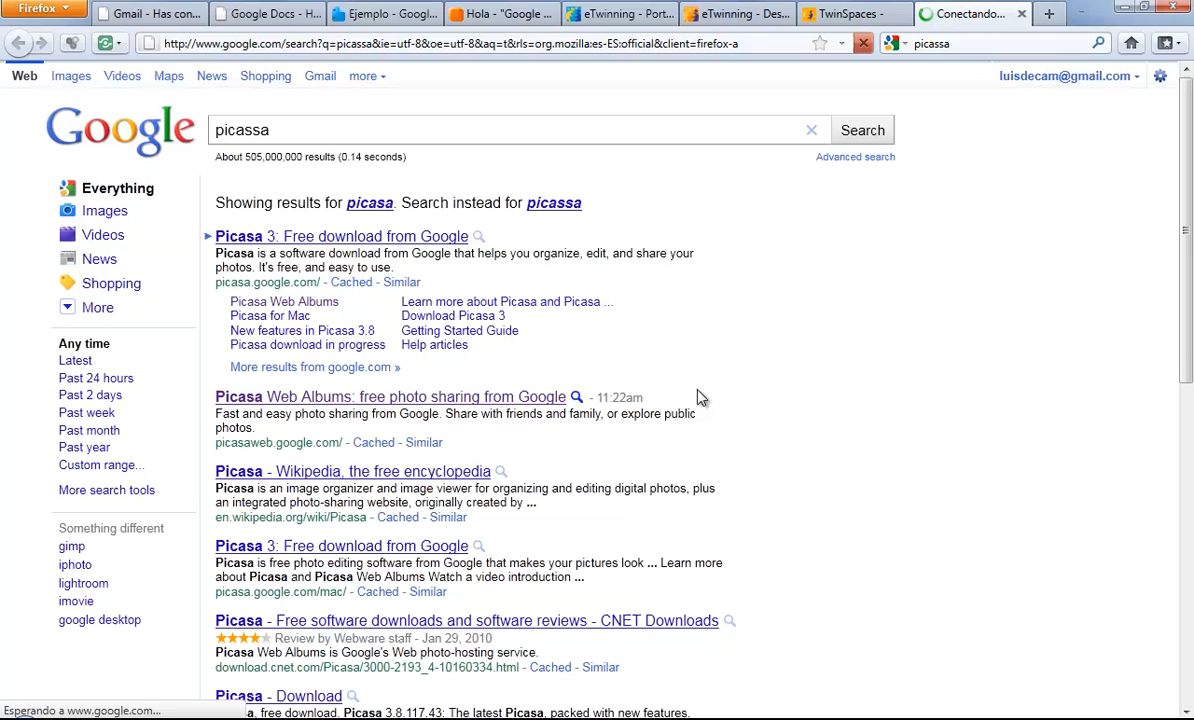 Firefox
Gmail - Has con...
Google Docs - H...
Ejemplo - Googl...
Hola - "Google ...
eTwinning - Port...
eTwinning - Des...
TwinSpaces -
Conectando...
http://www.google.com/search?q=picassa&ie=utf-8&oe=utf-8&aq=t&rls=org.mozilla:es-ES:official&client=firefox-a
picassa
Web Images Videos Maps News Shopping Gmail more
luisdecam@gmail.com
Google
picassa
Search
About 505,000,000 results (0.14 seconds)
Advanced search
Everything
Images
Videos
News
Shopping
More
Any time
Latest
Past 24 hours
Past 2 days
Past week
Past month
Past year
Custom range...
More search tools
Something different
gimp
iphoto
lightroom
imovie
google desktop
Showing results for picasa. Search instead for picassa
Picasa 3: Free download from Google
Picasa is a software download from Google that helps you organize, edit, and share your
photos. It's free, and easy to use.
picasa.google.com/ - Cached - Similar
Picasa Web Albums
Learn more about Picasa and Picasa ...
Picasa for Mac
Download Picasa 3
New features in Picasa 3.8
Getting Started Guide
Picasa download in progress
Help articles
More results from google.com »
Picasa Web Albums: free photo sharing from Google - 11:22am
Fast and easy photo sharing from Google. Share with friends and family, or explore public
photos.
picasaweb.google.com/ - Cached - Similar
Picasa - Wikipedia, the free encyclopedia
Picasa is an image organizer and image viewer for organizing and editing digital photos, plus
an integrated photo-sharing website, originally created by ...
en.wikipedia.org/wiki/Picasa - Cached - Similar
Picasa 3: Free download from Google
Picasa is free photo editing software from Google that makes your pictures look ... Learn more
about Picasa and Picasa Web Albums Watch a video introduction ...
picasa.google.com/mac/ - Cached - Similar
Picasa - Free software downloads and software reviews - CNET Downloads
Review by Webware staff - Jan 29, 2010
Picasa Web Albums is Google's Web photo-hosting service.
download.cnet.com/Picasa/3000-2193_4-10160334.html - Cached - Similar
Picasa - Download
a, free download. Picasa 3.8.117.43: The latest Picasa, packed with new features.
Esperando a www.google.com...